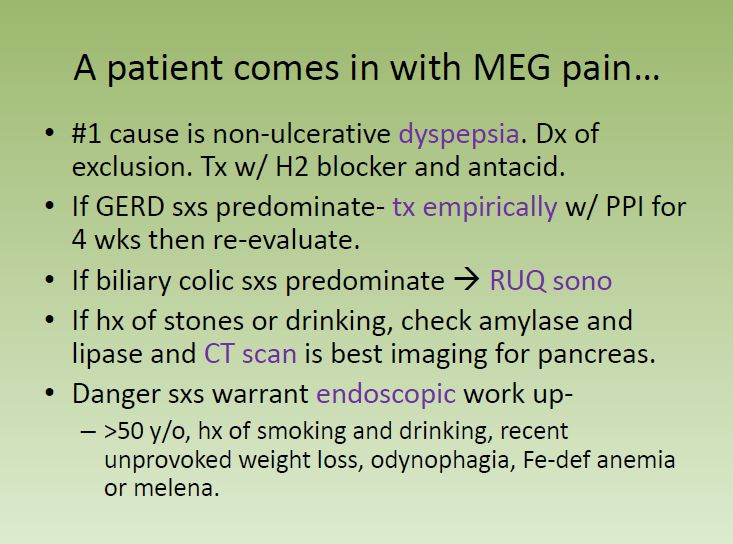 A patient comes in with MEG pain…
• #1 cause is non-ulcerative dyspepsia. Dx of
exclusion. Tx w/ H2 blocker and antacid.
• If GERD sxs predominate- tx empirically w/ PPI for
4 wks then re-evaluate.
• If biliary colic sxs predominate → RUQ sono
• If hx of stones or drinking, check amylase and
lipase and CT scan is best imaging for pancreas.
• Danger sxs warrant endoscopic work up-
– >50 y/o, hx of smoking and drinking, recent
unprovoked weight loss, odynophagia, Fe-def anemia
or melena.